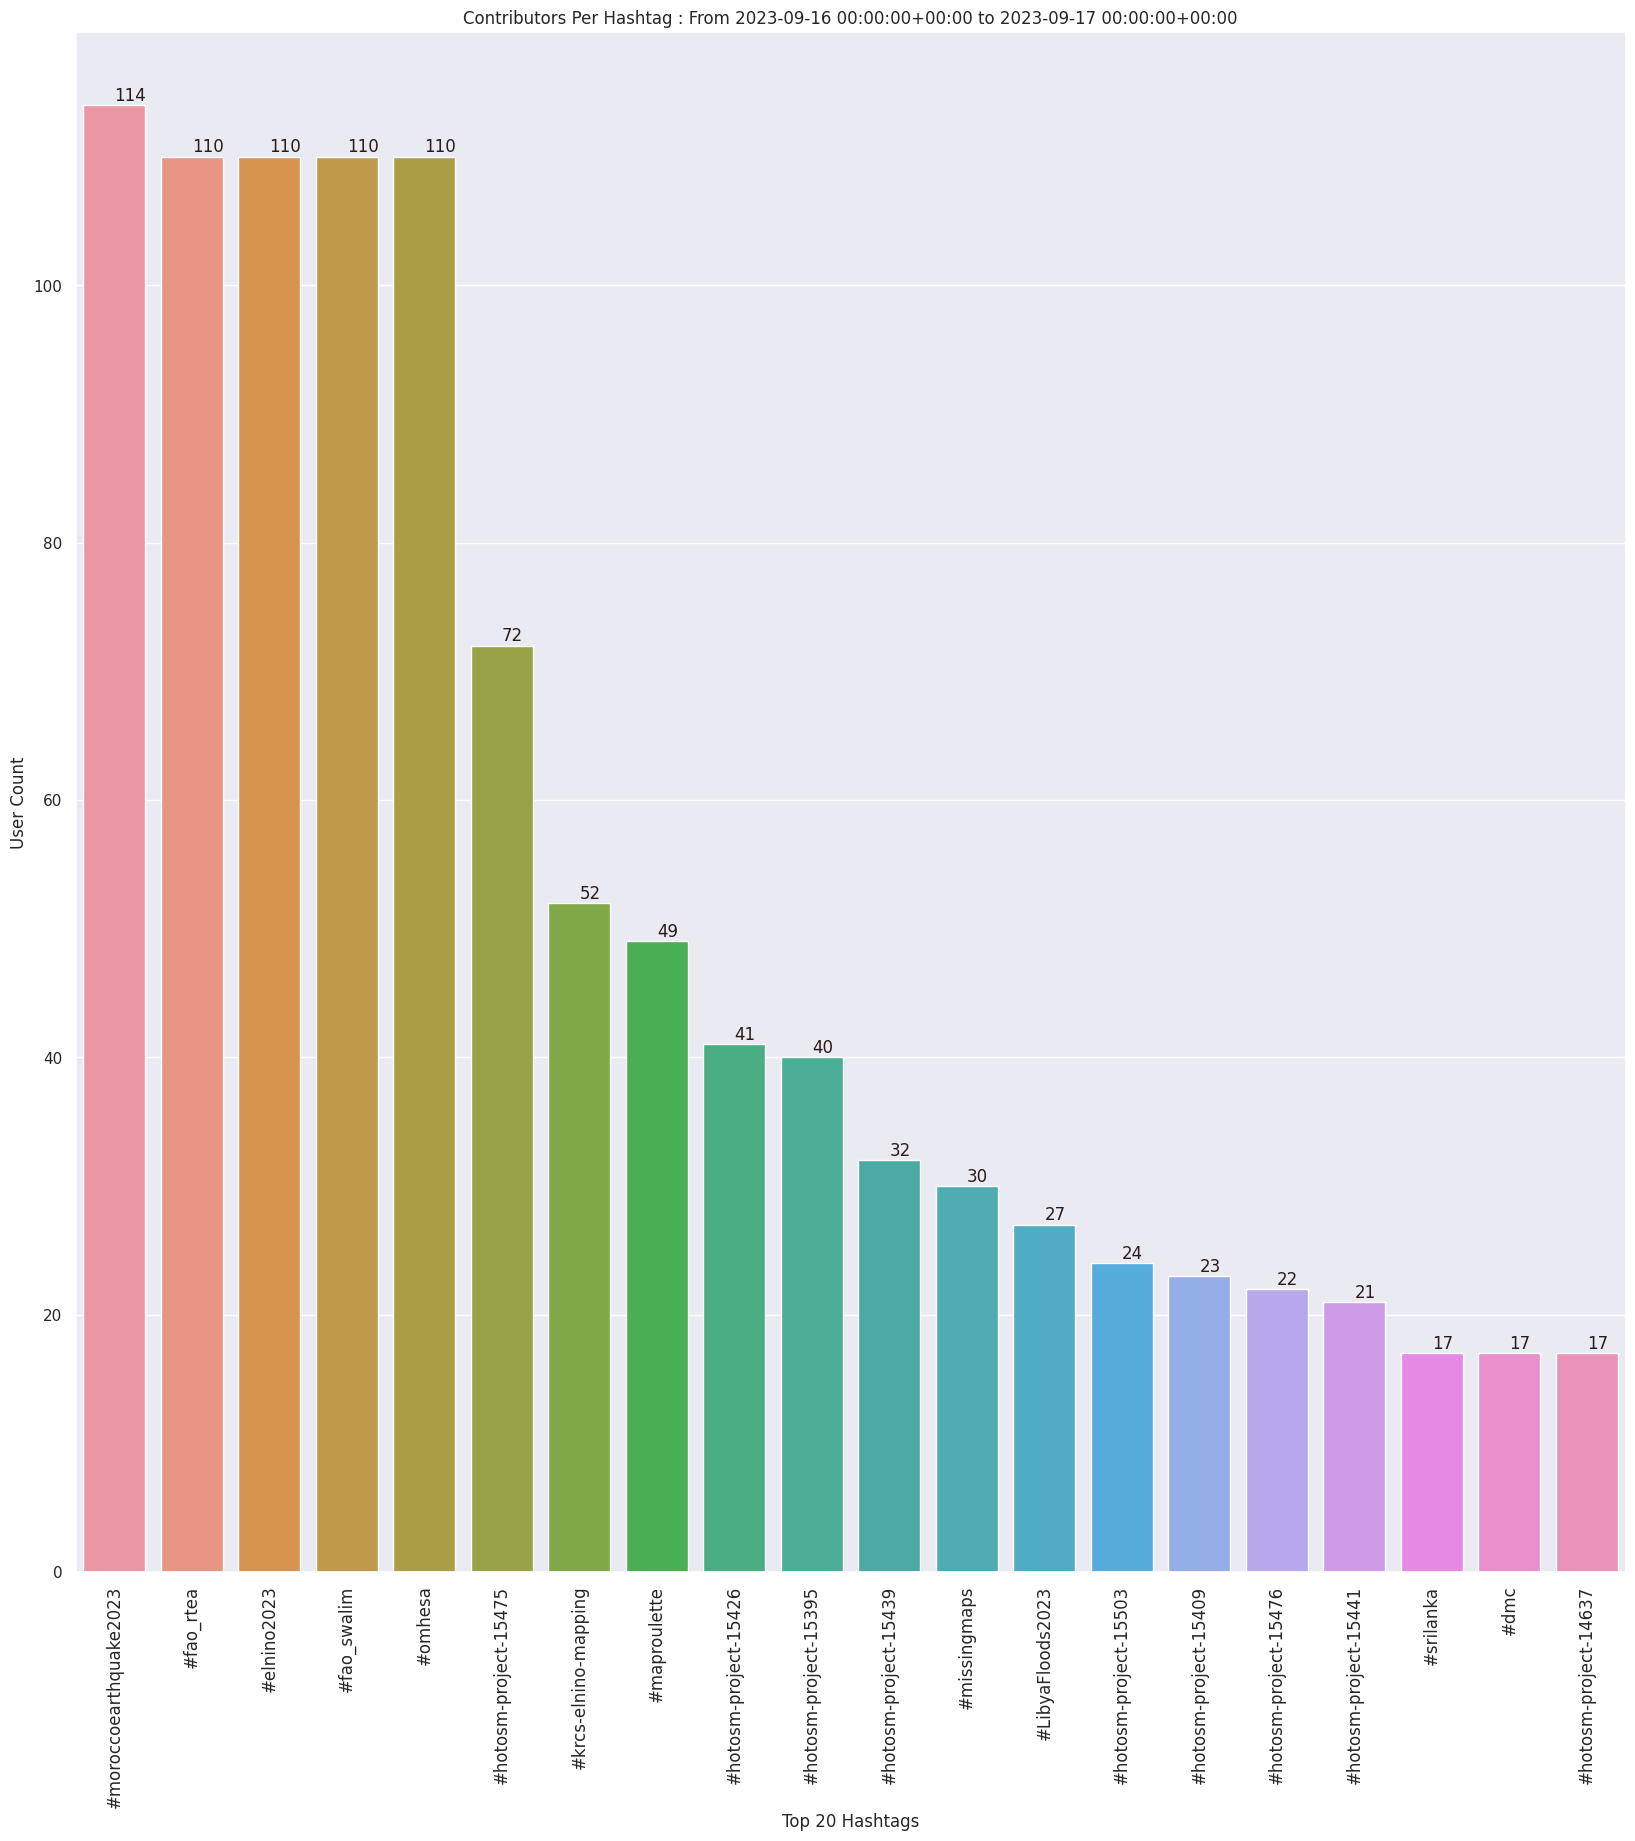 Contributors Per Hashtag : From 2023-09-16 00:00:00+00:00 to 2023-09-17 00:00:00+00:00
114
110
110
110
110
72
52
49
41
40
32
30
27
24
23
22
21
17
17
17
User Count
100
80
60
40
20
0
#moroccoearthquake2023
#fao_rtea
#elnino2023
#fao_swalim
#omhesa
#hotosm-project-15475
#krcs-elnino-mapping
#maproulette
#hotosm-project-15426
#hotosm-project-15395
#hotosm-project-15439
#missingmaps
#LibyaFloods2023
#hotosm-project-15503
#hotosm-project-15409
#hotosm-project-15476
#hotosm-project-15441
#srilanka
#dmc
#hotosm-project-14637
Top 20 Hashtags